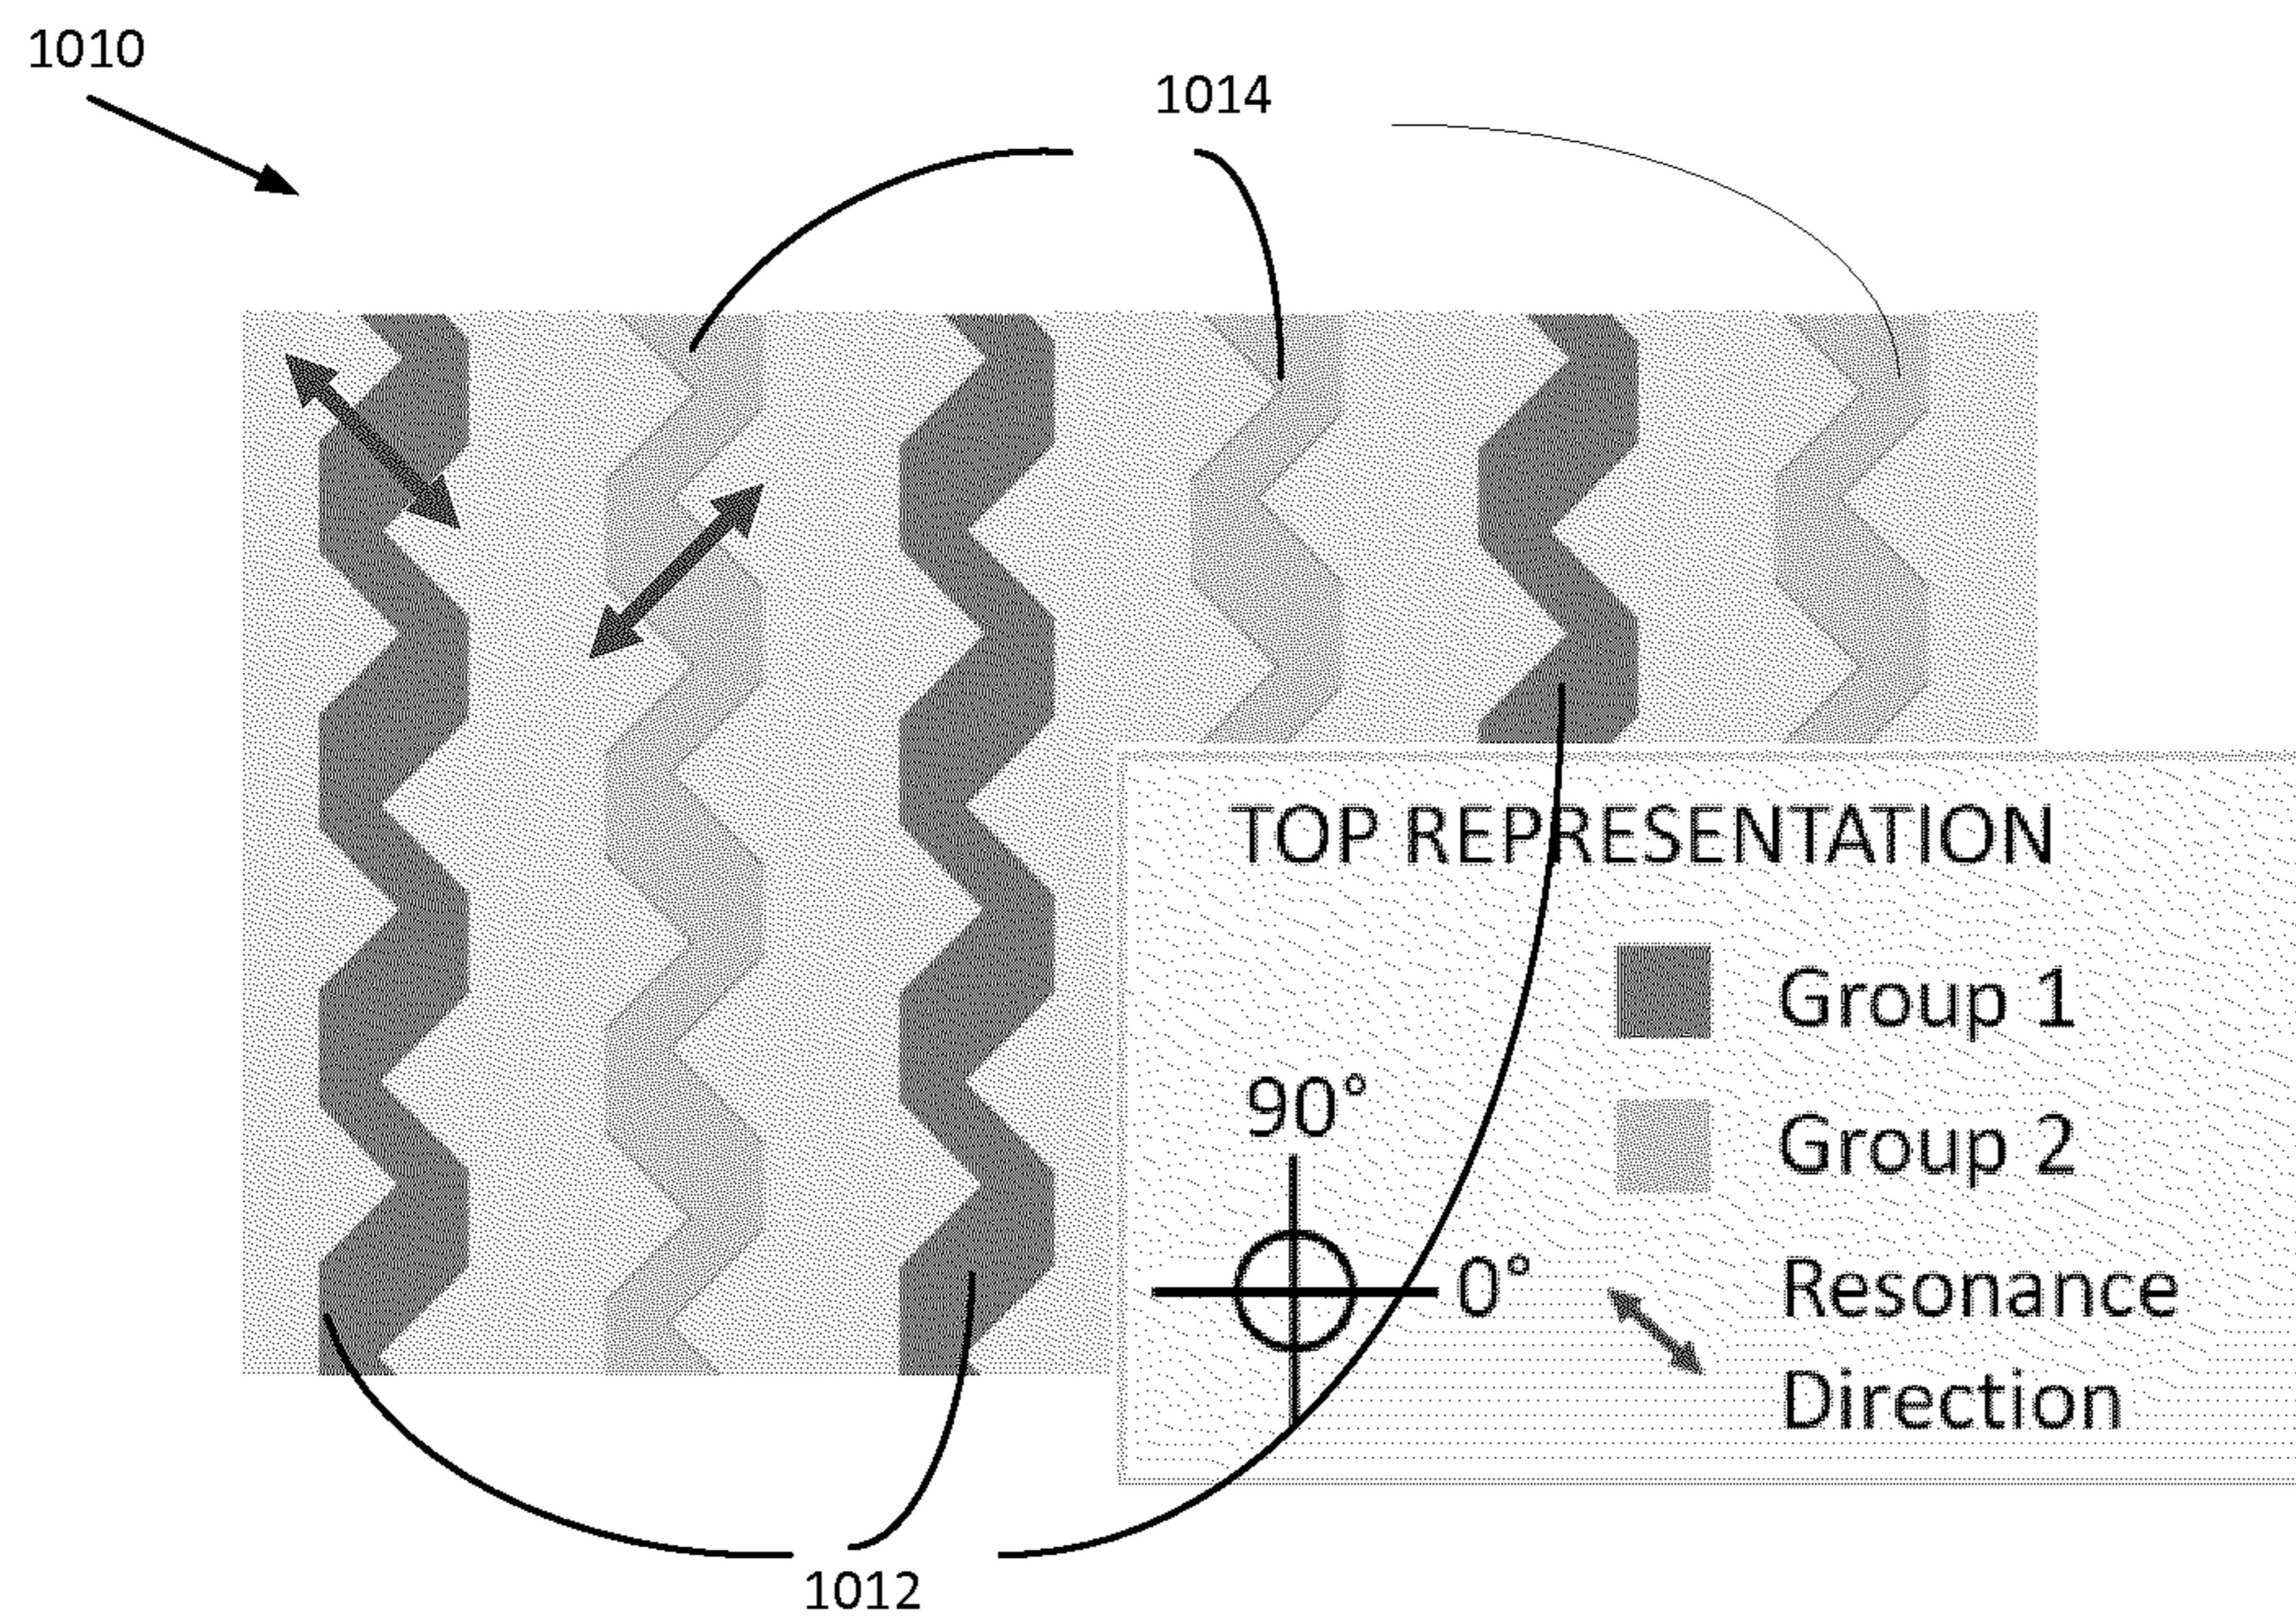 1010
1014
TOP REPRESENTATION
Group 1
90°
Group 2
0°
Resonance
Direction
1012